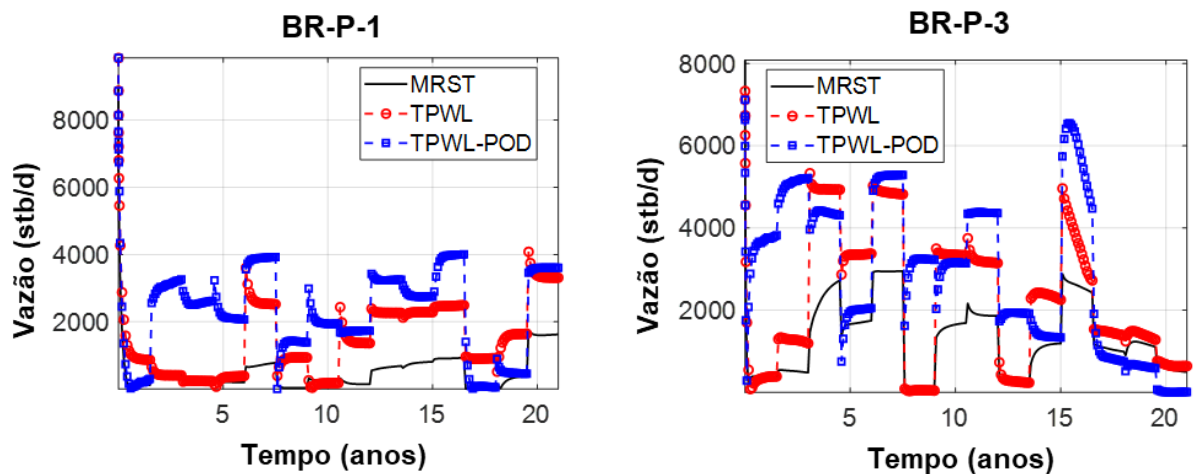 BR-P-1
Vazão (stb/d)
8000
6000
4000
2000
MRST
TPWL
TPWL-POD
5
10
15
20
Tempo (anos)
BR-P-3
Vazão (stb/d)
8000
6000
4000
2000
MRST
TPWL
TPWL-POD
5
10
15
20
Tempo (anos)